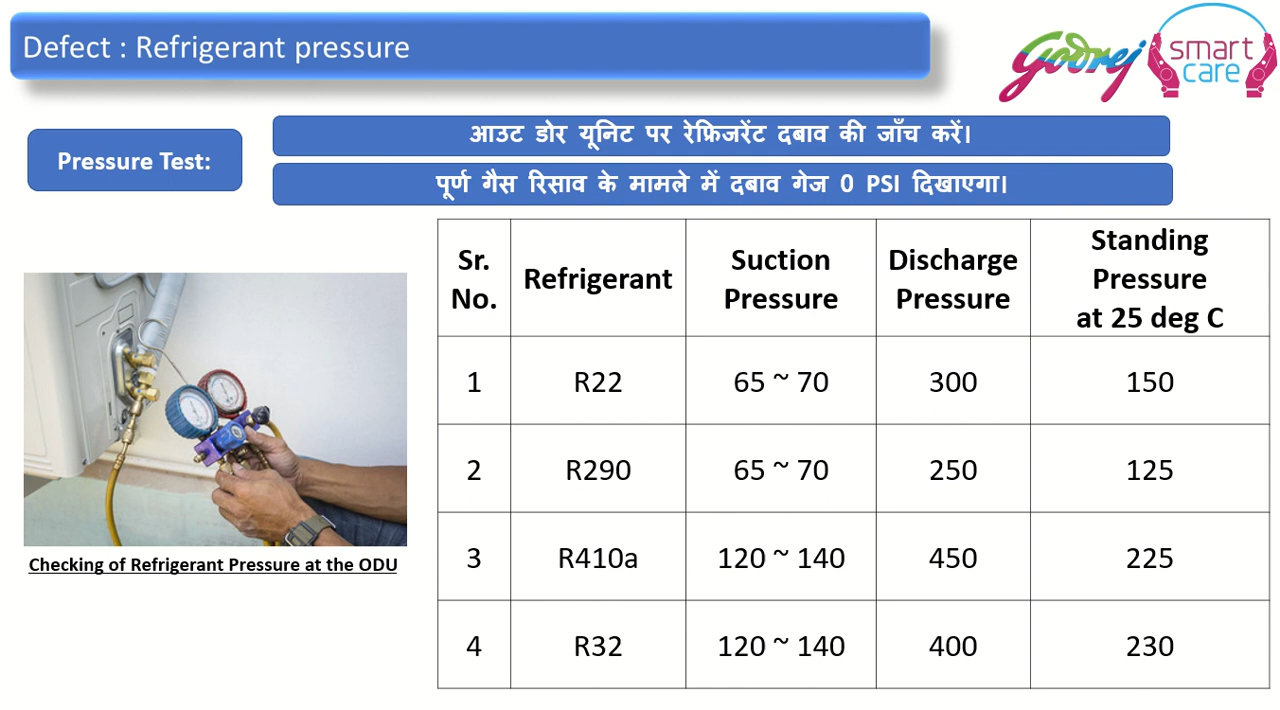 Defect : Refrigerant pressure
Godrej
smart
care
Pressure Test:
आउट डोर यूनिट पर रेफ्रिजरेंट दबाव की जाँच करें।
पूर्ण गैस रिसाव के मामले में दबाव गेज 0 PSI दिखाएगा।
Sr. No. Refrigerant Suction Pressure Discharge Pressure Standing Pressure at 25 deg C
1 R22 65 ~ 70 300 150
2 R290 65 ~ 70 250 125
3 R410a 120 ~ 140 450 225
4 R32 120 ~ 140 400 230
Checking of Refrigerant Pressure at the ODU